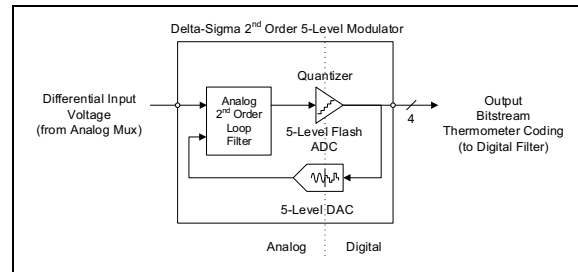 Delta-Sigma 2nd Order 5-Level Modulator
Differential Input
Voltage
(from Analog Mux)
Analog
2nd Order
Loop
Filter
Quantizer
5-Level Flash
ADC
4
Output
Bitstream
Thermometer Coding
(to Digital Filter)
5-Level DAC
Analog
Digital